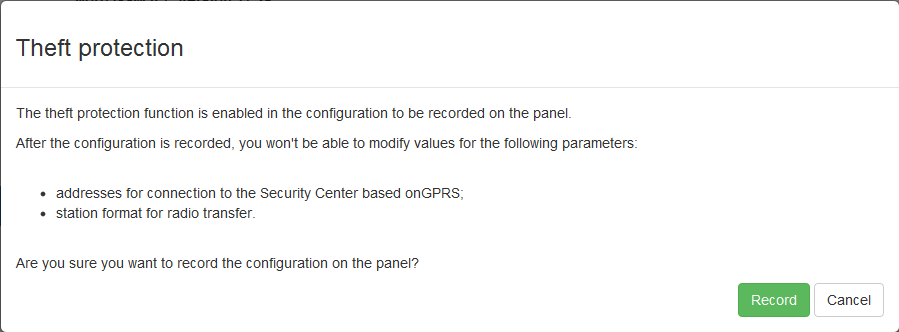 Theft protection
The theft protection function is enabled in the configuration to be recorded on the panel.
After the configuration is recorded, you won't be able to modify values for the following parameters:
• addresses for connection to the Security Center based onGPRS;
• station format for radio transfer.
Are you sure you want to record the configuration on the panel?
Record Cancel